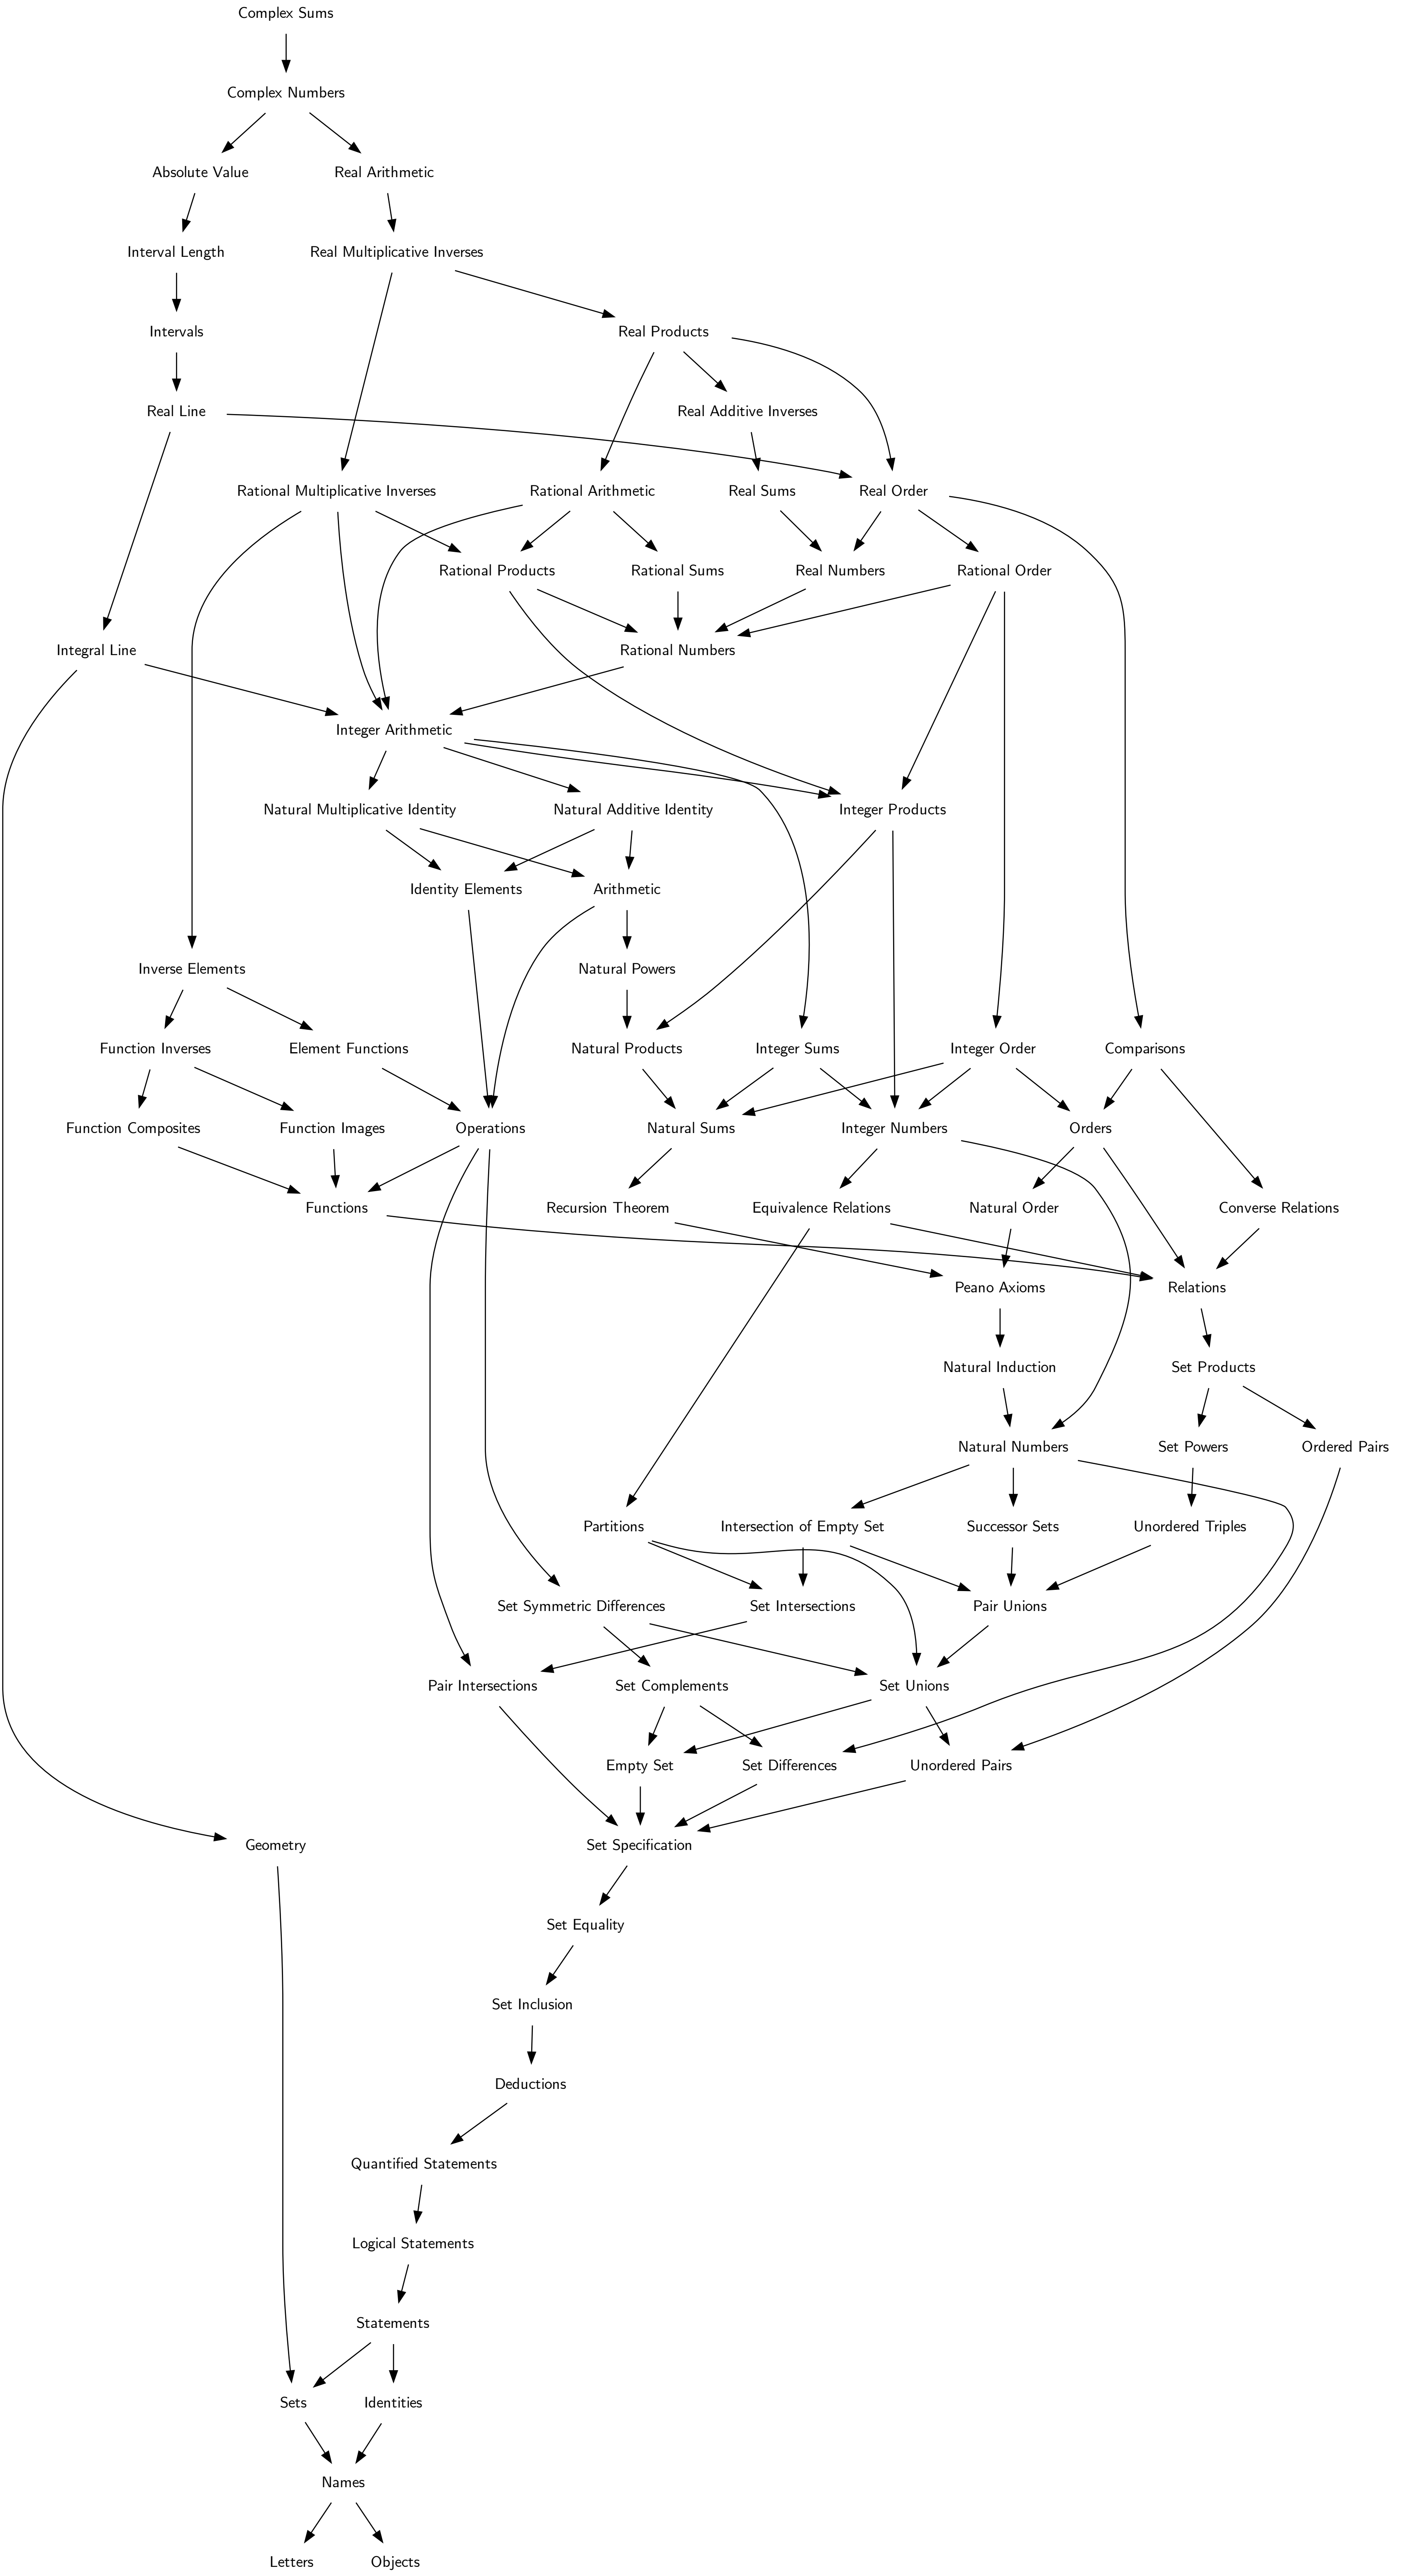 Complex Sums
Complex Numbers
Absolute Value
Real Arithmetic
Interval Length
Real Multiplicative Inverses
Intervals
Real Products
Real Line
Real Additive Inverses
Rational Multiplicative Inverses
Rational Arithmetic
Real Sums
Real Order
Rational Products
Rational Sums
Real Numbers
Rational Order
Integral Line
Rational Numbers
Integer Arithmetic
Natural Multiplicative Identity
Natural Additive Identity
Integer Products
Identity Elements
Arithmetic
Inverse Elements
Natural Powers
Function Inverses
Element Functions
Natural Products
Integer Sums
Integer Order
Comparisons
Function Composites
Function Images
Operations
Natural Sums
Integer Numbers
Orders
Functions
Recursion Theorem
Equivalence Relations
Natural Order
Converse Relations
Peano Axioms
Relations
Natural Induction
Set Products
Natural Numbers
Set Powers
Ordered Pairs
Partitions
Intersection of Empty Set
Successor Sets
Unordered Triples
Set Symmetric Differences
Set Intersections
Pair Unions
Pair Intersections
Set Complements
Set Unions
Empty Set
Set Differences
Unordered Pairs
Geometry
Set Specification
Set Equality
Set Inclusion
Deductions
Quantified Statements
Logical Statements
Statements
Sets
Identities
Names
Letters
Objects